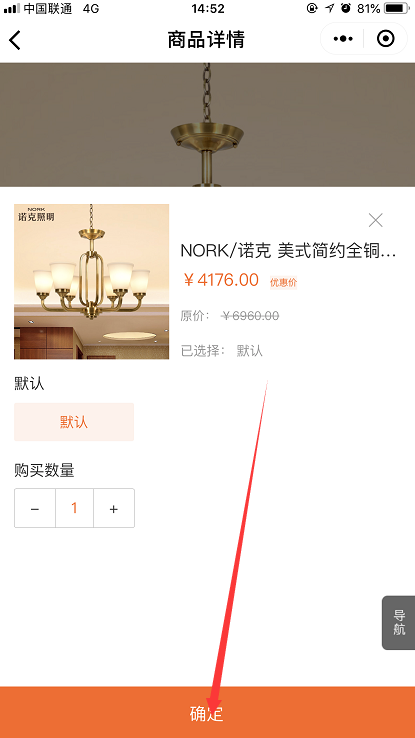 中国联通 4G 14:52 81%
商品详情
NORK
诺克照明
NORK/诺克 美式简约全铜...
￥4176.00 优惠价
原价： ￥6960.00
已选择： 默认
默认
默认
购买数量
− 1 +
导航
确定